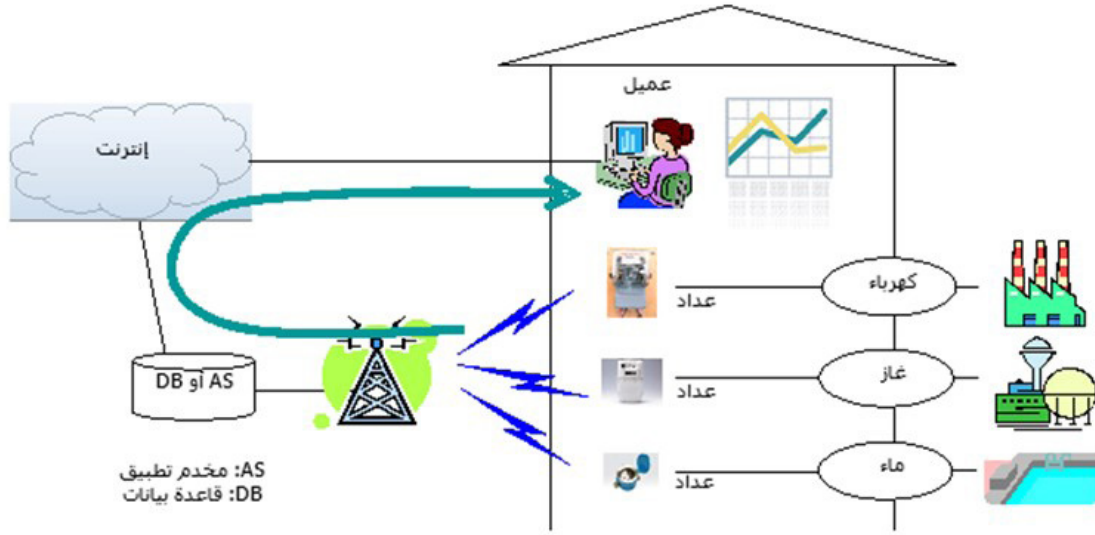 عميل
إنترنت
كهرباء
عداد
غاز
عداد
AS أو DB
ماء
عداد
AS: مخدم تطبيق
DB: قاعدة بيانات